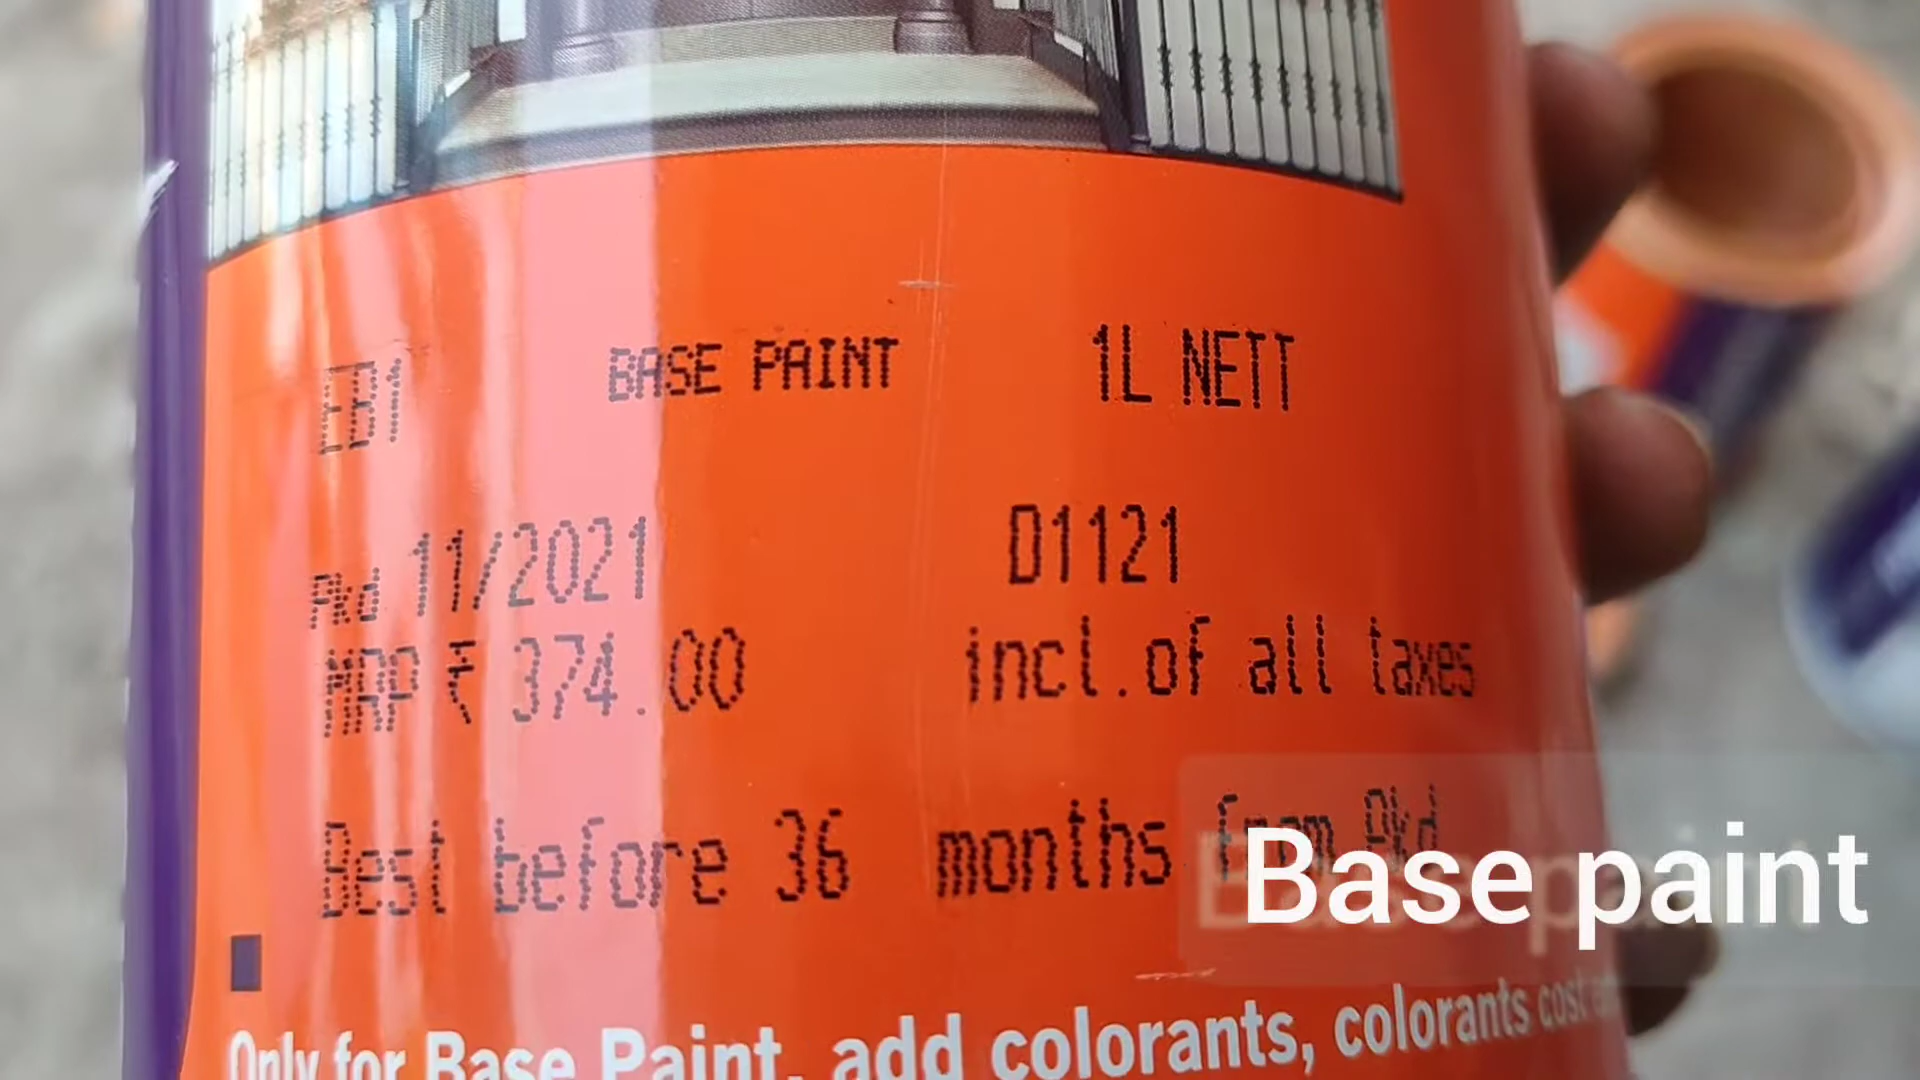 EB1 BASE PAINT 1L NETT
Pkd 11/2021 D1121
MRP ₹ 374.00 incl.of all taxes
Best before 36 months from Pkd
Base paint
Only for Base Paint, add colorants, colorants cost